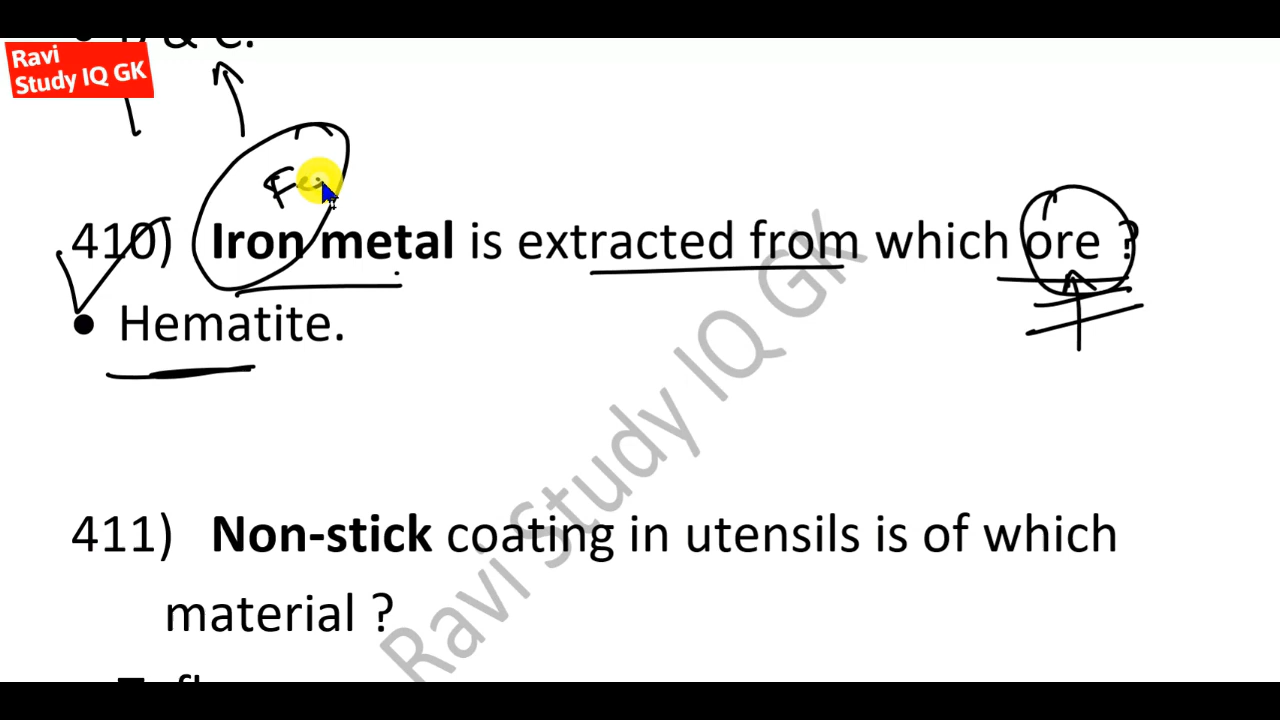 & C.
Ravi
Study IQ GK
Fe
410) Iron metal is extracted from which ore ?
• Hematite.
Ravi Study IQ GK
411) Non-stick coating in utensils is of which
material ?